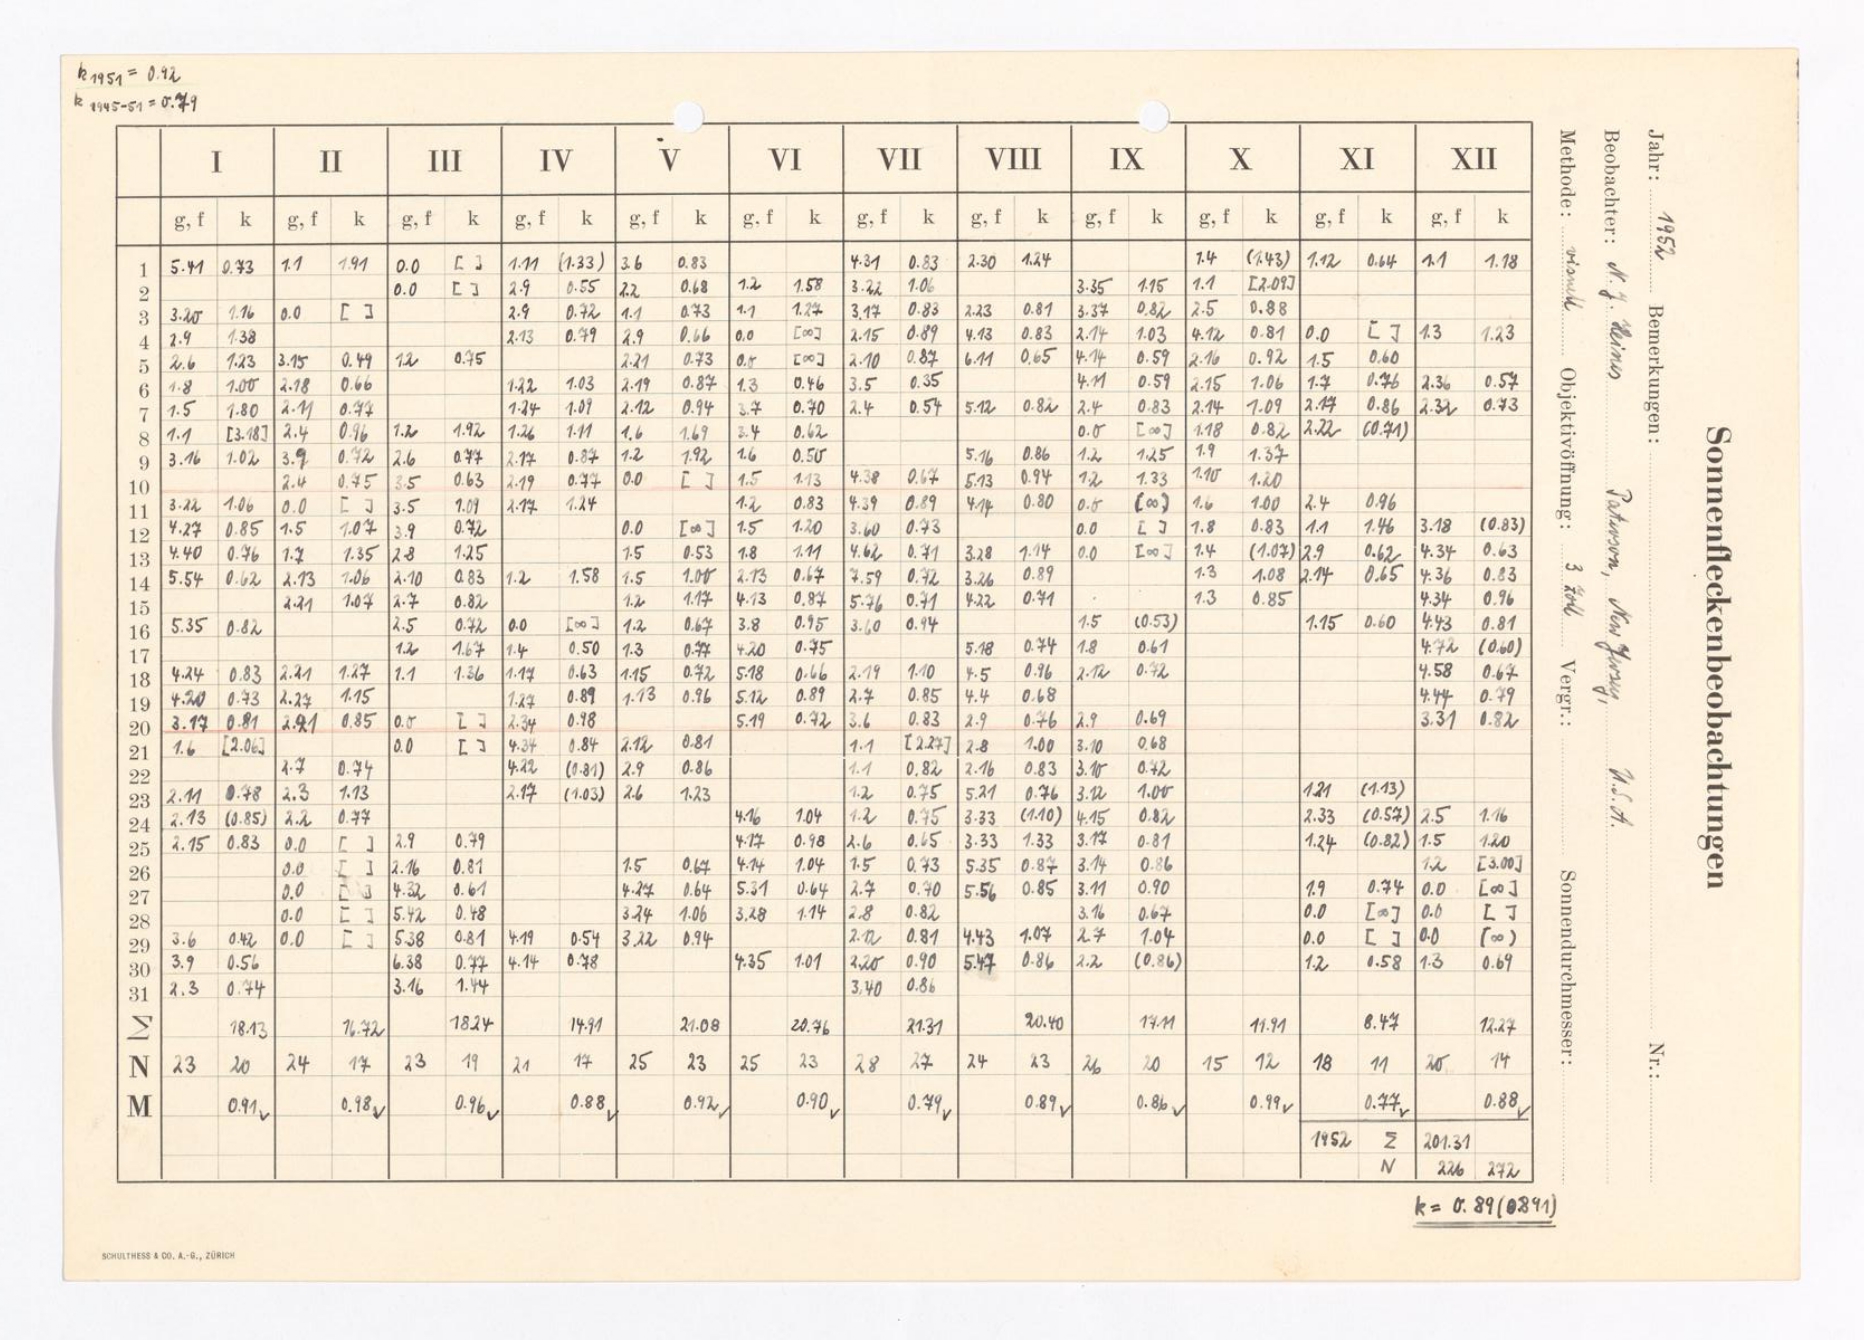 k 1951 = 0.92
k 1945-51 = 0.79
I II III IV V VI VII VIII IX X XI XII
g, f k g, f k g, f k g, f k g, f k g, f k g, f k g, f k g, f k g, f k g, f k g, f k
1 5.41 0.73 1.1 1.91 0.0 [ ] 1.11 (1.33) 3.6 0.83 4.31 0.83 2.30 1.24 1.4 (1.43) 1.12 0.64 1.1 1.18
2 0.0 [ ] 2.9 0.55 2.2 0.68 1.2 1.58 3.22 1.06 3.35 1.15 1.1 [2.09]
3 3.20 1.16 0.0 [ ] 2.9 0.72 1.1 0.73 1.1 1.27 3.17 0.83 2.23 0.81 3.37 0.82 2.5 0.88
4 2.9 1.38 2.13 0.79 2.9 0.66 0.0 [∞] 2.15 0.89 4.13 0.83 2.14 1.03 4.12 0.81 0.0 [ ] 1.3 1.23
5 2.6 1.23 3.15 0.49 1.2 0.75 2.21 0.73 0.0 [∞] 2.10 0.87 6.11 0.65 4.14 0.59 2.16 0.92 1.5 0.60
6 1.8 1.00 2.18 0.66 1.22 1.03 2.19 0.87 1.3 0.46 3.5 0.35 4.11 0.59 2.15 1.06 1.7 0.76 2.36 0.57
7 1.5 1.80 2.11 0.77 1.24 1.09 2.12 0.94 3.7 0.70 2.4 0.54 5.12 0.82 2.4 0.83 2.14 1.09 2.17 0.86 2.32 0.73
8 1.1 [3.18] 2.4 0.96 1.2 1.92 1.26 1.11 1.6 1.69 3.4 0.62 0.0 [∞] 1.18 0.82 2.22 (0.71)
9 3.16 1.02 3.9 0.72 2.6 0.77 2.17 0.87 1.2 1.92 1.6 0.50 5.16 0.86 1.2 1.25 1.9 1.37
10 2.4 0.75 3.5 0.63 2.19 0.77 0.0 [ ] 1.5 1.13 4.38 0.67 5.13 0.94 1.2 1.33 1.10 1.20
11 3.22 1.06 0.0 [ ] 3.5 1.09 2.17 1.24 1.2 0.83 4.39 0.89 4.14 0.80 0.0 (∞) 1.6 1.00 2.4 0.96
12 4.27 0.85 1.5 1.07 3.9 0.72 0.0 [∞] 1.5 1.20 3.60 0.73 0.0 [ ] 1.8 0.83 1.1 1.46 3.18 (0.83)
13 4.40 0.76 1.7 1.35 2.8 1.25 1.5 0.53 1.8 1.11 4.62 0.71 3.28 1.14 0.0 [∞] 1.4 (1.07) 2.9 0.62 4.34 0.63
14 5.54 0.62 2.13 1.06 2.10 0.83 1.2 1.58 1.5 1.00 2.13 0.67 7.59 0.72 3.26 0.89 1.3 1.08 2.14 0.65 4.36 0.83
15 2.21 1.07 2.7 0.82 1.2 1.17 4.13 0.87 5.76 0.71 4.22 0.71 1.3 0.85 4.34 0.96
16 5.35 0.82 2.5 0.72 0.0 [∞] 1.2 0.67 3.8 0.95 3.60 0.94 1.5 (0.53) 1.15 0.60 4.43 0.81
17 1.2 1.67 1.4 0.50 1.3 0.77 4.20 0.75 5.18 0.74 1.8 0.61 4.72 (0.60)
18 4.24 0.83 2.21 1.27 1.1 1.36 1.17 0.63 1.15 0.72 5.18 0.66 2.19 1.10 4.5 0.96 2.12 0.72 4.58 0.67
19 4.20 0.73 2.27 1.15 1.27 0.89 1.13 0.96 5.12 0.89 2.7 0.85 4.4 0.68 4.44 0.79
20 3.17 0.81 2.21 0.85 0.0 [ ] 2.34 0.98 5.19 0.72 3.6 0.83 2.9 0.76 2.9 0.69 3.31 0.82
21 1.6 [2.06] 0.0 [ ] 4.34 0.84 2.12 0.81 1.1 [2.27] 2.8 1.00 3.10 0.68
22 2.7 0.74 4.22 (0.81) 2.9 0.86 1.1 0.82 2.16 0.83 3.10 0.72
23 2.11 0.78 2.3 1.13 2.17 (1.03) 2.6 1.23 1.2 0.75 5.21 0.76 3.12 1.00 1.21 (1.13)
24 2.13 (0.85) 2.2 0.77 4.16 1.04 1.2 0.75 3.33 (1.10) 4.15 0.82 2.33 (0.57) 2.5 1.16
25 2.15 0.83 0.0 [ ] 2.9 0.79 4.17 0.98 2.6 0.65 3.33 1.33 3.17 0.81 1.24 (0.82) 1.5 1.20
26 0.0 [ ] 2.16 0.81 1.5 0.67 4.14 1.04 1.5 0.73 5.35 0.87 3.14 0.86 1.2 [3.00]
27 0.0 [ ] 4.32 0.61 4.27 0.64 5.31 0.64 2.7 0.70 5.56 0.85 3.11 0.90 1.9 0.74 0.0 [∞]
28 0.0 [ ] 5.42 0.48 3.24 1.06 3.28 1.14 2.8 0.82 3.16 0.67 0.0 [∞] 0.0 [ ]
29 3.6 0.42 0.0 [ ] 5.38 0.81 4.19 0.54 3.22 0.94 2.12 0.81 4.43 1.07 2.7 1.04 0.0 [ ] 0.0 (∞)
30 3.9 0.56 6.38 0.77 4.14 0.78 4.35 1.01 2.20 0.90 5.47 0.86 2.2 (0.86) 1.2 0.58 1.3 0.69
31 2.3 0.74 3.16 1.44 3.40 0.86
Σ 18.13 16.72 18.24 14.91 21.08 20.76 21.31 20.40 17.11 11.91 8.47 12.27
N 23 20 24 17 23 19 21 17 25 23 25 23 28 27 24 23 26 20 15 12 18 11 20 14
M 0.91✓ 0.98✓ 0.96✓ 0.88✓ 0.92✓ 0.90✓ 0.79✓ 0.89✓ 0.86✓ 0.99✓ 0.77✓ 0.88✓
1952 Σ 201.31
N 226 272
k = 0.89 (0.891)
SCHULTHESS & CO. A.-G., ZÜRICH
Sonnenfleckenbeobachtungen
Jahr: 1952 Bemerkungen: Nr.:
Beobachter: N. J. Heines Paterson, New Jersey, U.S.A.
Methode: visuell Objektivöffnung: 3 Zoll Vergr.: Sonnendurchmesser: